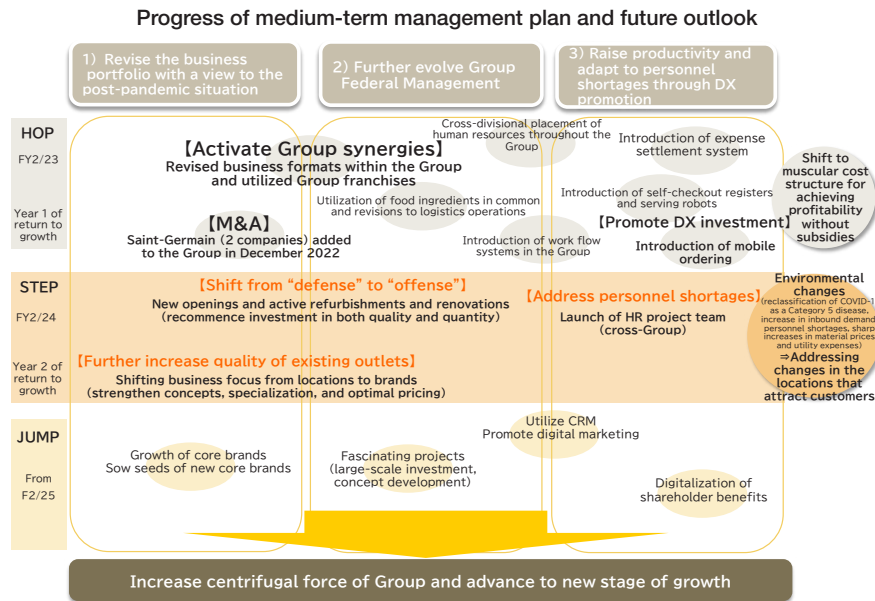 Progress of medium-term management plan and future outlook
1) Revise the business
portfolio with a view to the
post-pandemic situation
2) Further evolve Group
Federal Management
3) Raise productivity and
adapt to personnel
shortages through DX
promotion
HOP
FY2/23
Year 1 of
return to
growth
【Activate Group synergies】
Revised business formats within the Group
and utilized Group franchises
Cross-divisional placement of
human resources throughout the
Group
Introduction of expense
settlement system
【M&A】
Saint-Germain (2 companies) added
to the Group in December 2022
Utilization of food ingredients in common
and revisions to logistics operations
Introduction of work flow
systems in the Group
Introduction of self-checkout registers
and serving robots
【Promote DX investment】
Introduction of mobile
ordering
Shift to
muscular cost
structure for
achieving
profitability
without
subsidies
STEP
FY2/24
Year 2 of
return to
growth
【Shift from “defense” to “offense”】
New openings and active refurbishments and renovations
(recommence investment in both quality and quantity)
【Address personnel shortages】
Launch of HR project team
(cross-Group)
【Further increase quality of existing outlets】
Shifting business focus from locations to brands
(strengthen concepts, specialization, and optimal pricing)
Environmental
changes
(reclassification of COVID-1
as a Category 5 disease,
increase in inbound demand
personnel shortages, sharp
increases in material prices
and utility expenses)
⇒Addressing
changes in the
locations that
attract customers
JUMP
From
F2/25
Growth of core brands
Sow seeds of new core brands
Fascinating projects
(large-scale investment,
concept development)
Utilize CRM
Promote digital marketing
Digitalization of
shareholder benefits
Increase centrifugal force of Group and advance to new stage of growth